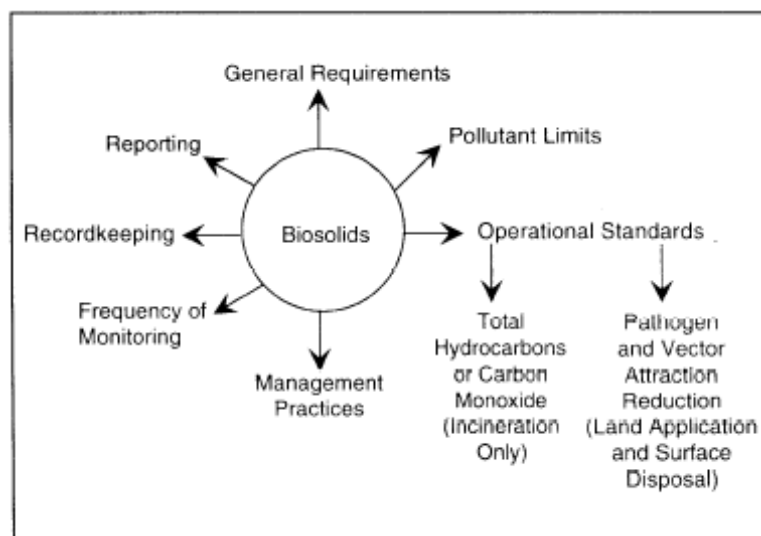 General Requirements
Reporting
Pollutant Limits
Recordkeeping
Biosolids
Operational Standards
Frequency of
Monitoring
Management
Practices
Total
Hydrocarbons
or Carbon
Monoxide
(Incineration
Only)
Pathogen
and Vector
Attraction
Reduction
(Land Application
and Surface
Disposal)